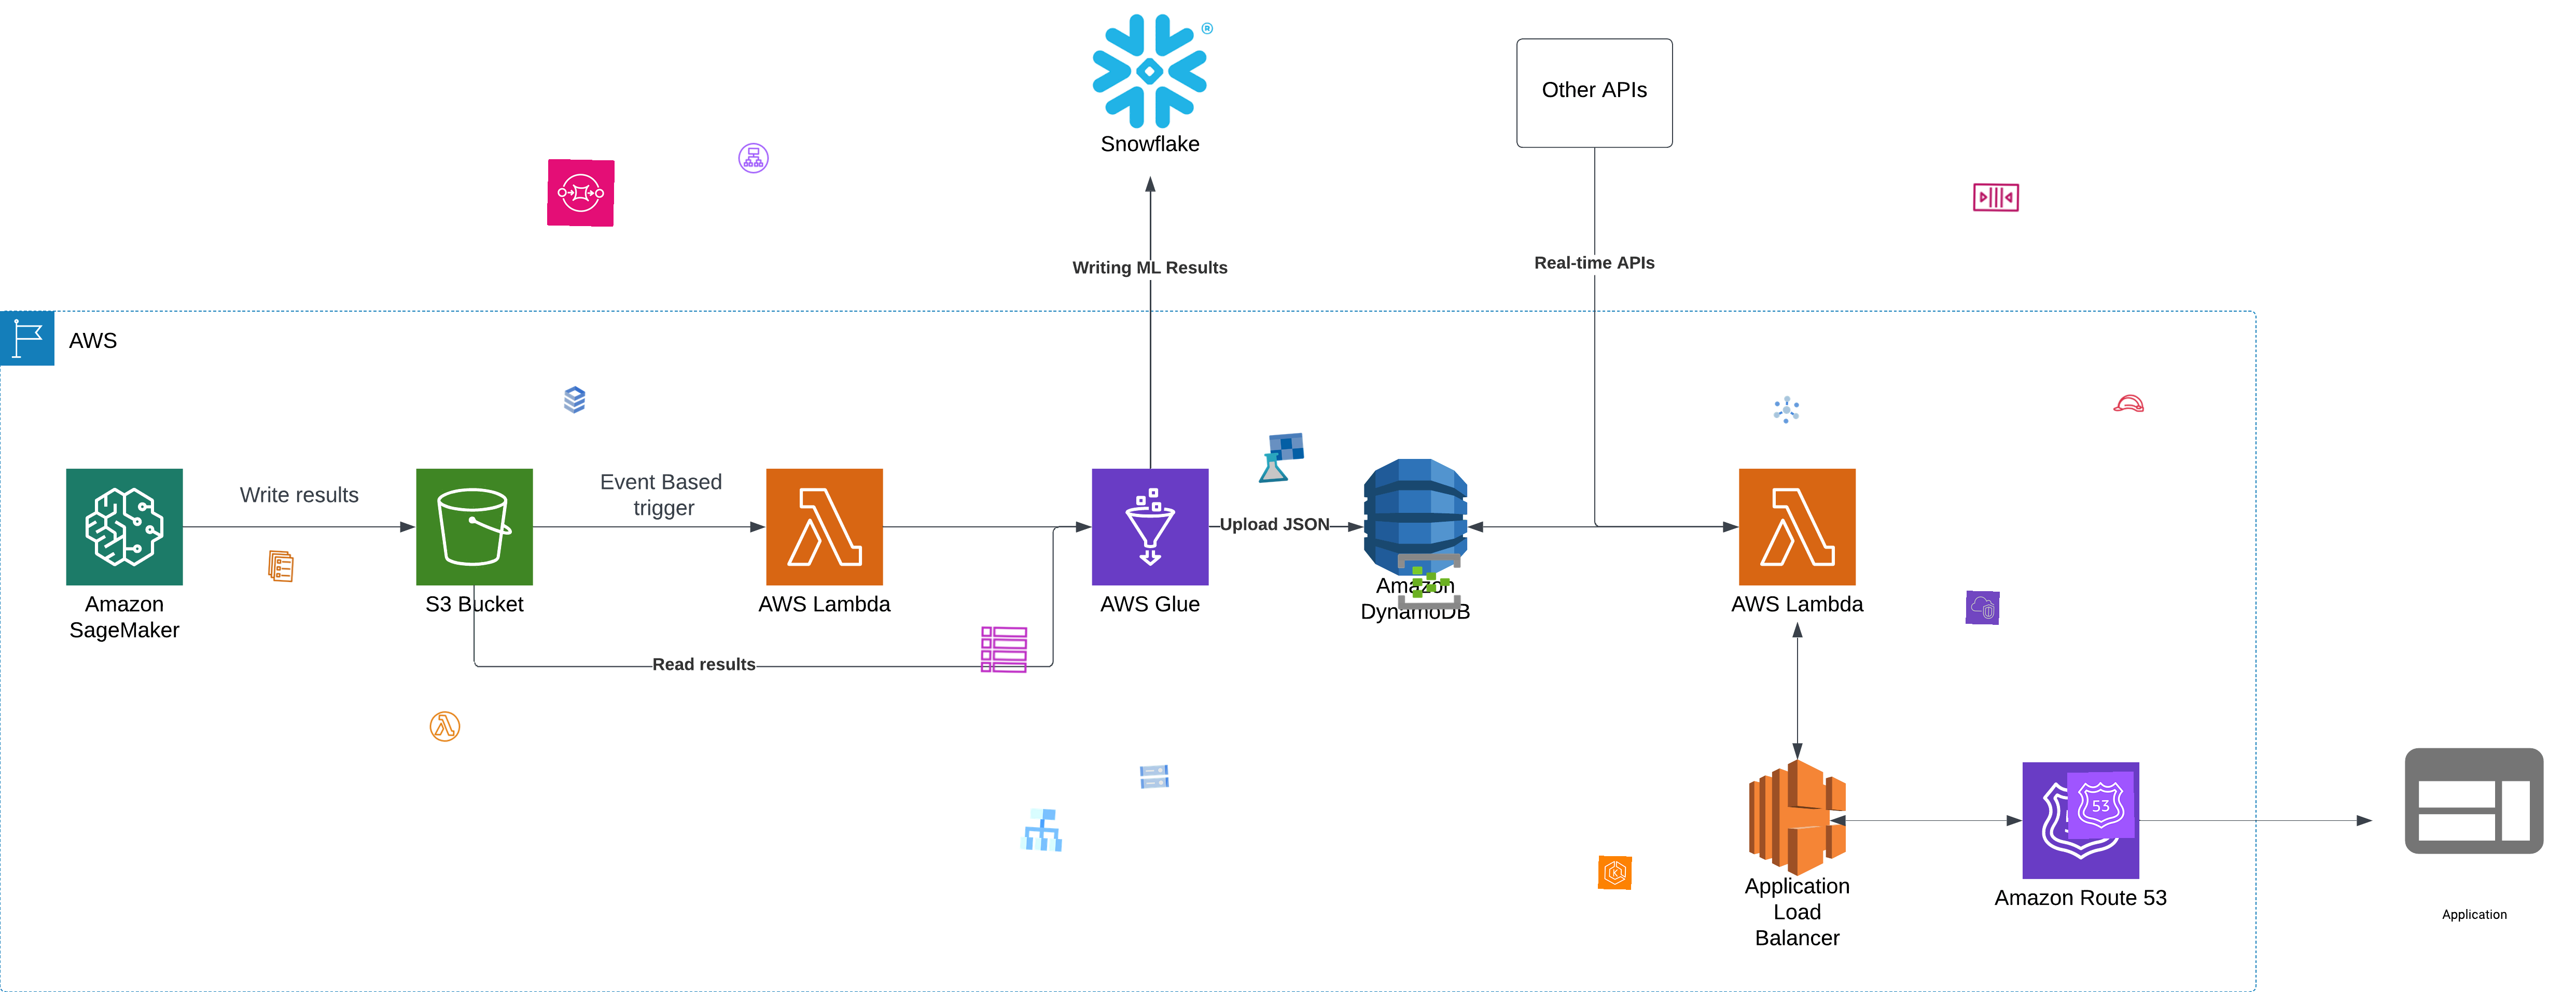 ®
Snowflake
Other APIs
Writing ML Results
Real-time APIs
AWS
Write results
Event Based
trigger
Upload JSON
Amazon
SageMaker
S3 Bucket
AWS Lambda
AWS Glue
Amazon
DynamoDB
AWS Lambda
Read results
53
Application
Load
Balancer
Amazon Route 53
Application